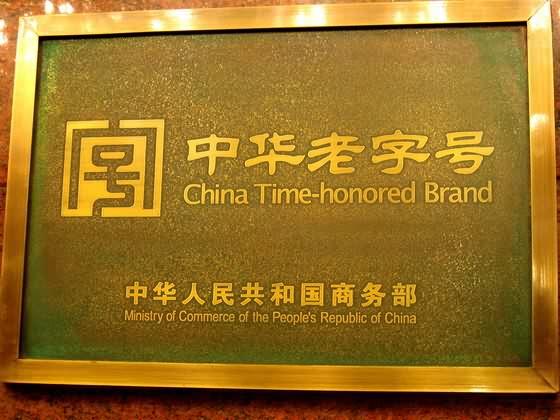 中华老字号
China Time-honored Brand
中华人民共和国商务部
Ministry of Commerce of the People's Republic of China